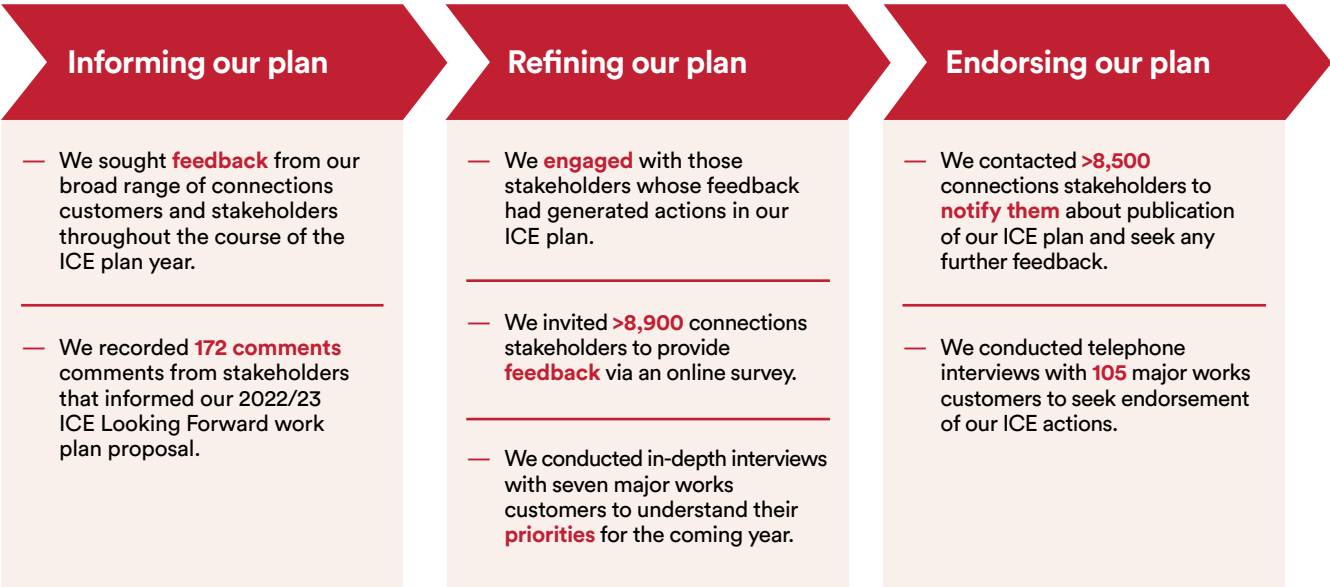 Informing our plan
— We sought feedback from our
broad range of connections
customers and stakeholders
throughout the course of the
ICE plan year.
— We recorded 172 comments
comments from stakeholders
that informed our 2022/23
ICE Looking Forward work
plan proposal.
Refining our plan
— We engaged with those
stakeholders whose feedback
had generated actions in our
ICE plan.
— We invited >8,900 connections
stakeholders to provide
feedback via an online survey.
— We conducted in-depth interviews
with seven major works
customers to understand their
priorities for the coming year.
Endorsing our plan
— We contacted >8,500
connections stakeholders to
notify them about publication
of our ICE plan and seek any
further feedback.
— We conducted telephone
interviews with 105 major works
customers to seek endorsement
of our ICE actions.